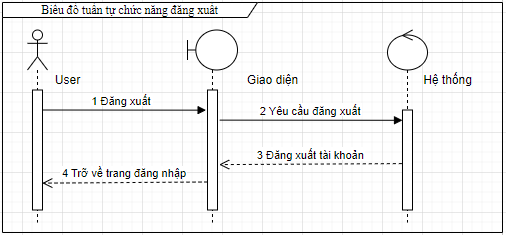 Biểu đồ tuần tự chức năng đăng xuất
User
Giao diện
Hệ thống
1 Đăng xuất
2 Yêu cầu đăng xuất
3 Đăng xuất tài khoản
4 Trỡ về trang đăng nhập